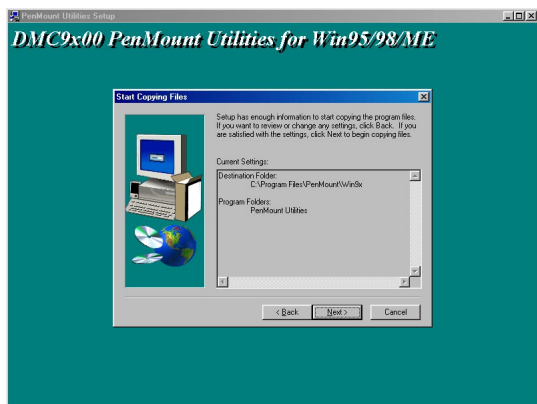 PenMount Utilities Setup
DMC9x00 PenMount Utilities for Win95/98/ME
Start Copying Files
Setup has enough information to start copying the program files.
If you want to review or change any settings, click Back. If you
are satisfied with the settings, click Next to begin copying files.
Current Settings:
Destination Folder:
C:\Program Files\PenMount\Win9x
Program Folders:
PenMount Utilities
< Back
Next >
Cancel